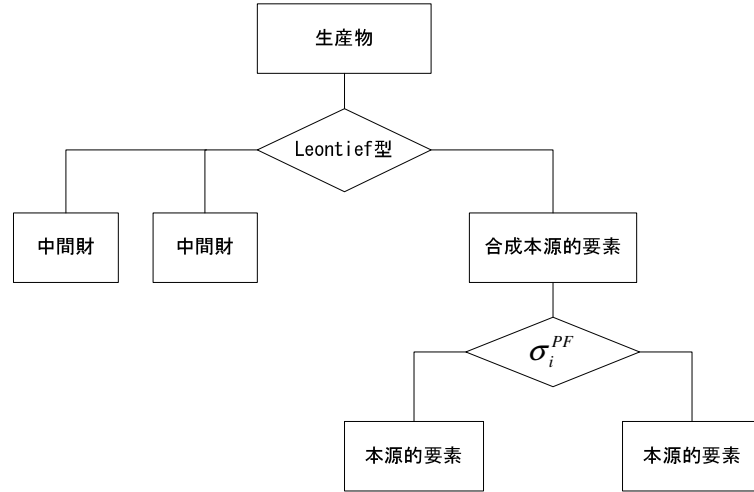 生産物
Leontief型
中間財
中間財
合成本源的要素
σ_i^{PF}
本源的要素
本源的要素